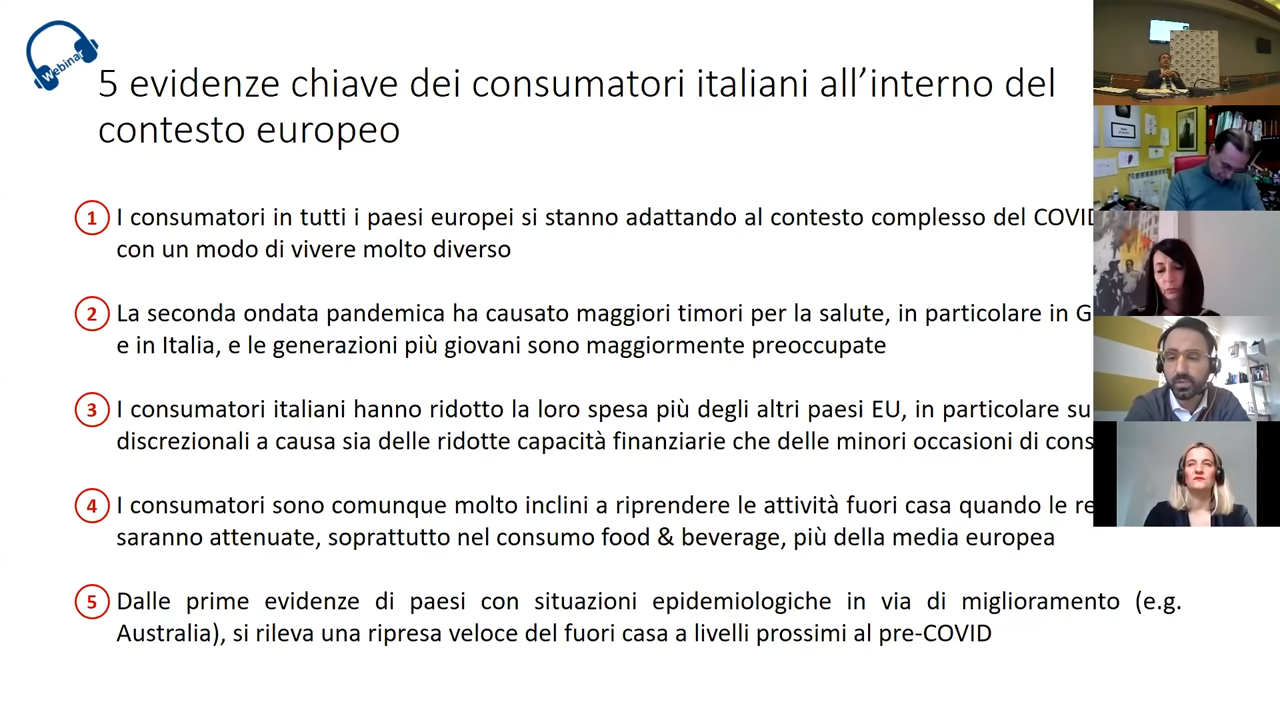 Webinar
5 evidenze chiave dei consumatori italiani all’interno del
contesto europeo
1 I consumatori in tutti i paesi europei si stanno adattando al contesto complesso del COVID
con un modo di vivere molto diverso
2 La seconda ondata pandemica ha causato maggiori timori per la salute, in particolare in G
e in Italia, e le generazioni più giovani sono maggiormente preoccupate
3 I consumatori italiani hanno ridotto la loro spesa più degli altri paesi EU, in particolare su
discrezionali a causa sia delle ridotte capacità finanziarie che delle minori occasioni di cons
4 I consumatori sono comunque molto inclini a riprendere le attività fuori casa quando le re
saranno attenuate, soprattutto nel consumo food & beverage, più della media europea
5 Dalle prime evidenze di paesi con situazioni epidemiologiche in via di miglioramento (e.g.
Australia), si rileva una ripresa veloce del fuori casa a livelli prossimi al pre-COVID